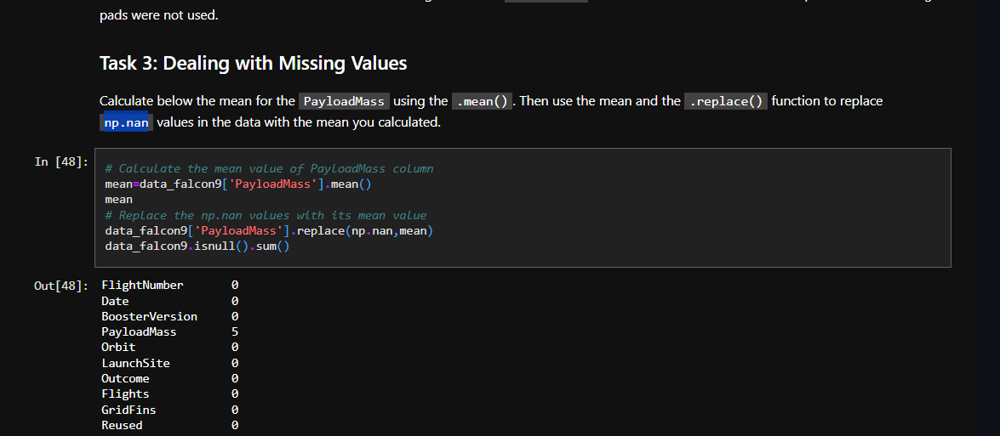 pads were not used.
Task 3: Dealing with Missing Values
Calculate below the mean for the PayloadMass using the .mean(). Then use the mean and the .replace() function to replace
np.nan values in the data with the mean you calculated.
In [48]:
# Calculate the mean value of PayloadMass column
mean=data_falcon9['PayloadMass'].mean()
mean
# Replace the np.nan values with its mean value
data_falcon9['PayloadMass'].replace(np.nan,mean)
data_falcon9.isnull().sum()
Out[48]:
FlightNumber 0
Date 0
BoosterVersion 0
PayloadMass 5
Orbit 0
LaunchSite 0
Outcome 0
Flights 0
GridFins 0
Reused 0